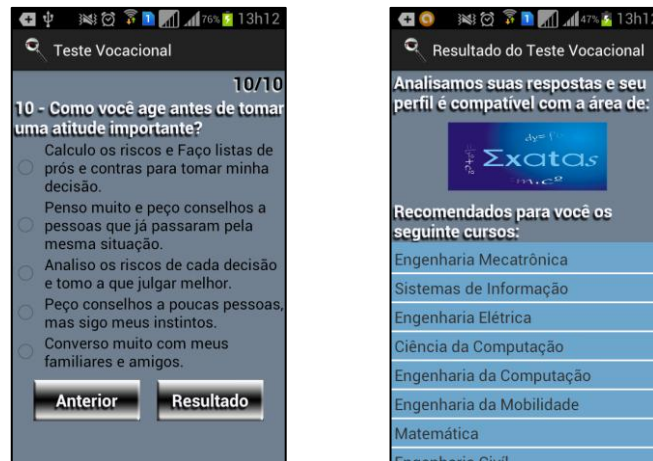 1 76% 13h12
Teste Vocacional
10/10
10 - Como você age antes de tomar
uma atitude importante?
Calculo os riscos e Faço listas de
prós e contras para tomar minha
decisão.
Penso muito e peço conselhos a
pessoas que já passaram pela
mesma situação.
Analiso os riscos de cada decisão
e tomo a que julgar melhor.
Peço conselhos a poucas pessoas,
mas sigo meus instintos.
Converso muito com meus
familiares e amigos.
Anterior Resultado
1 47% 13h12
Resultado do Teste Vocacional
Analisamos suas respostas e seu
perfil é compatível com a área de:
Σxatas
Recomendados para você os
seguinte cursos:
Engenharia Mecatrônica
Sistemas de Informação
Engenharia Elétrica
Ciência da Computação
Engenharia da Computação
Engenharia da Mobilidade
Matemática
Engenharia Civíl